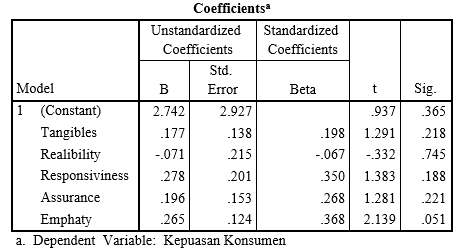 Coefficientsa
Unstandardized Coefficients Standardized Coefficients
Model B Std. Error Beta t Sig.
1 (Constant) 2.742 2.927 .937 .365
Tangibles .177 .138 .198 1.291 .218
Realibility -.071 .215 -.067 -.332 .745
Responsiviness .278 .201 .350 1.383 .188
Assurance .196 .153 .268 1.281 .221
Emphaty .265 .124 .368 2.139 .051
a. Dependent Variable: Kepuasan Konsumen